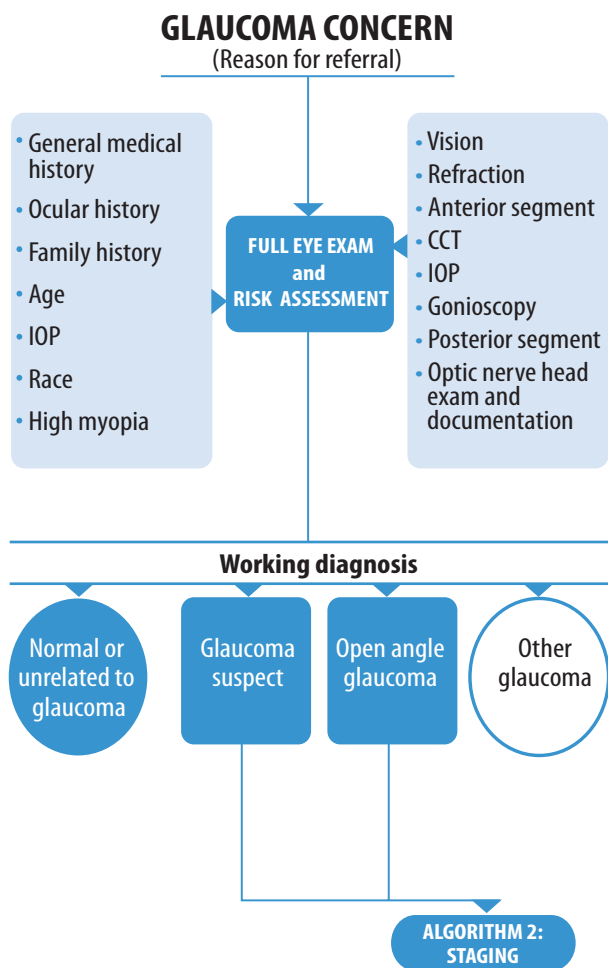 GLAUCOMA CONCERN
(Reason for referral)
• General medical
history
• Ocular history
• Family history
• Age
• IOP
• Race
• High myopia
FULL EYE EXAM
and
RISK ASSESSMENT
• Vision
• Refraction
• Anterior segment
• CCT
• IOP
• Gonioscopy
• Posterior segment
• Optic nerve head
exam and
documentation
Working diagnosis
Normal or
unrelated to
glaucoma
Glaucoma
suspect
Open angle
glaucoma
Other
glaucoma
ALGORITHM 2:
STAGING